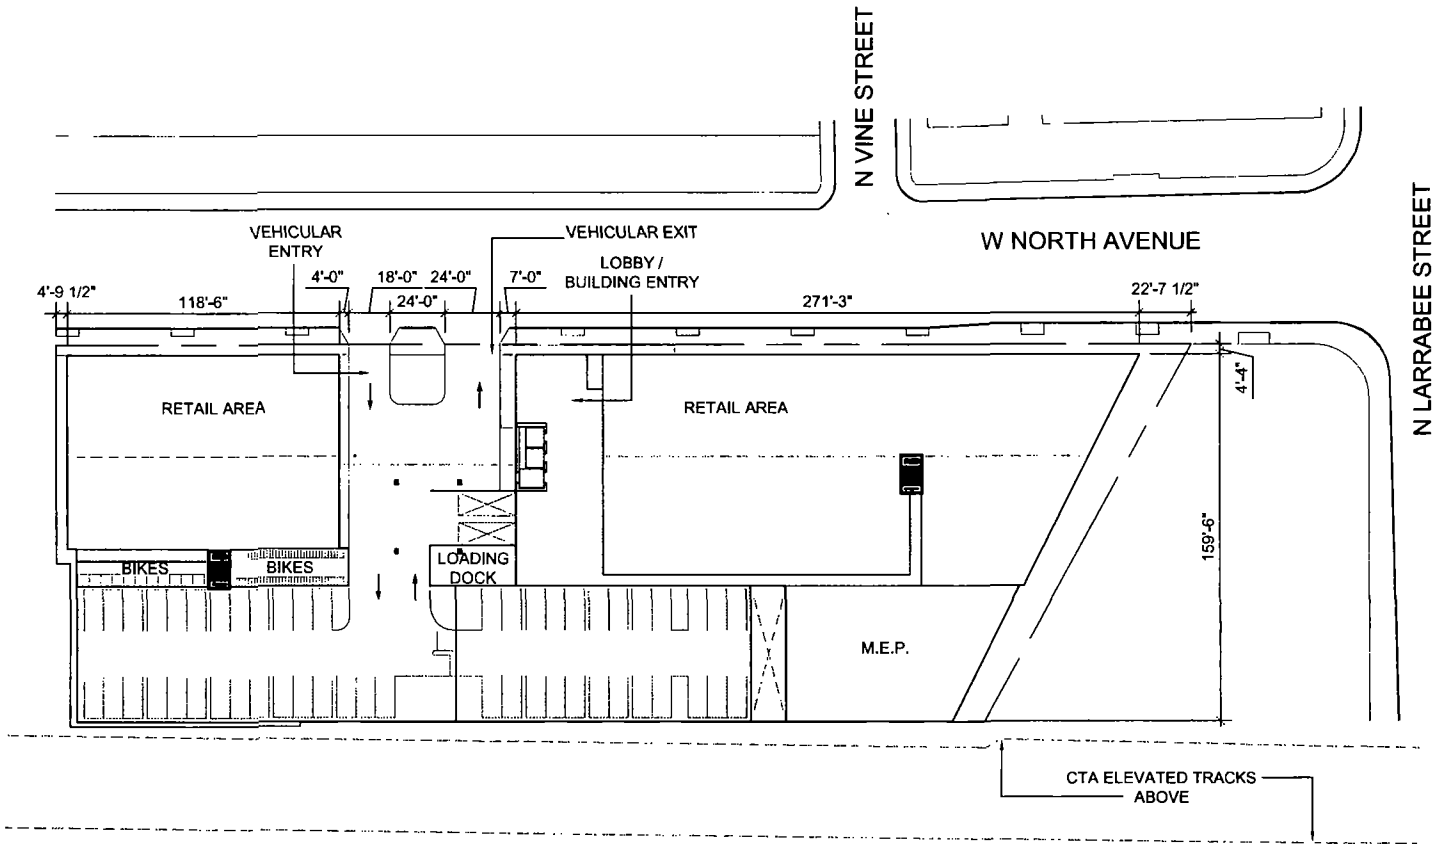 N VINE STREET
N LARRABEE STREET
W NORTH AVENUE
VEHICULAR
ENTRY
VEHICULAR EXIT
LOBBY /
BUILDING ENTRY
4'-9 1/2"
118'-6"
4'-0"
18'-0"
24'-0"
24'-0"
7'-0"
271'-3"
22'-7 1/2"
4'-4"
RETAIL AREA
RETAIL AREA
159'-6"
BIKES
BIKES
LOADING
DOCK
M.E.P.
CTA ELEVATED TRACKS
ABOVE